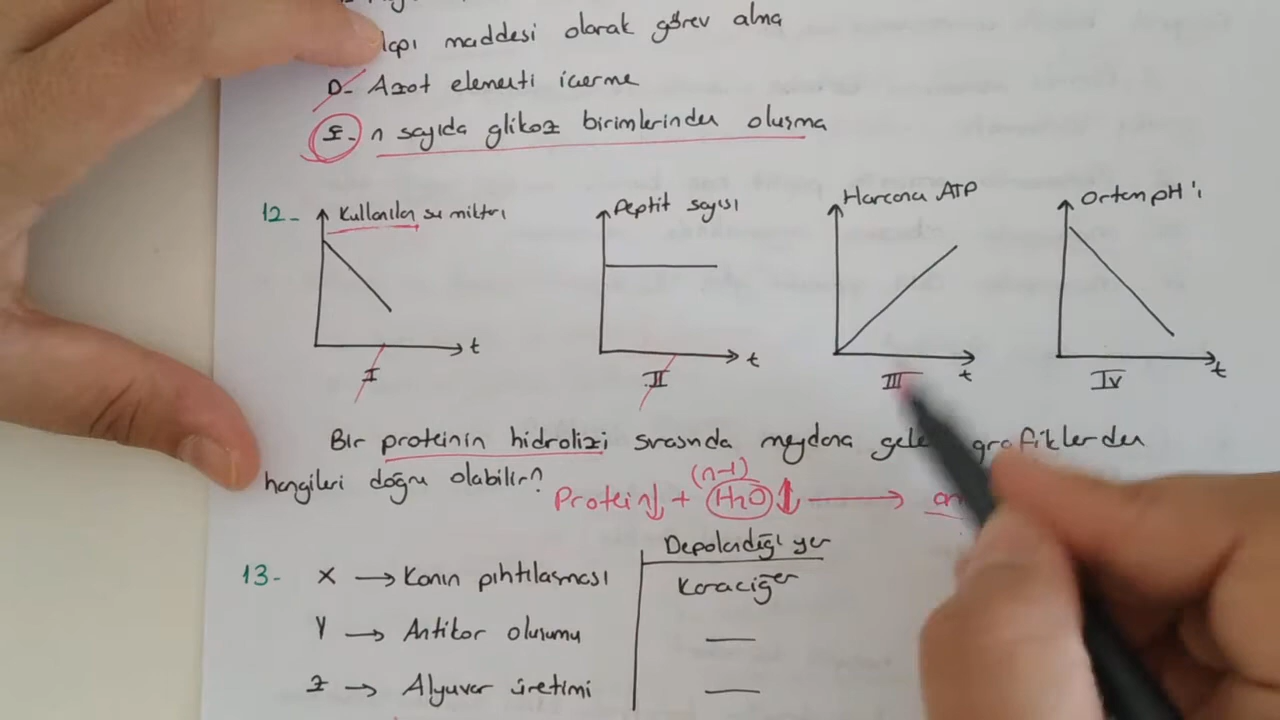 apı maddesi olarak görev alma
D- Azot elementi içerme
E- n sayıda glikoz birimlerinden oluşma
12- Kullanılan su miktarı
Peptit sayısı
Harcanan ATP
Ortam pH'ı
t
t
t
t
I
II
III
IV
Bir proteinin hidrolizi sırasında meydana gele grafiklerden
hangileri doğru olabilir?
(n-1)
Protein↓ + H2O↓ →
Depolandığı yer
13- X → Kanın pıhtılaşması
Karaciğer
Y → Antikor oluşumu —
Z → Alyuvar üretimi —